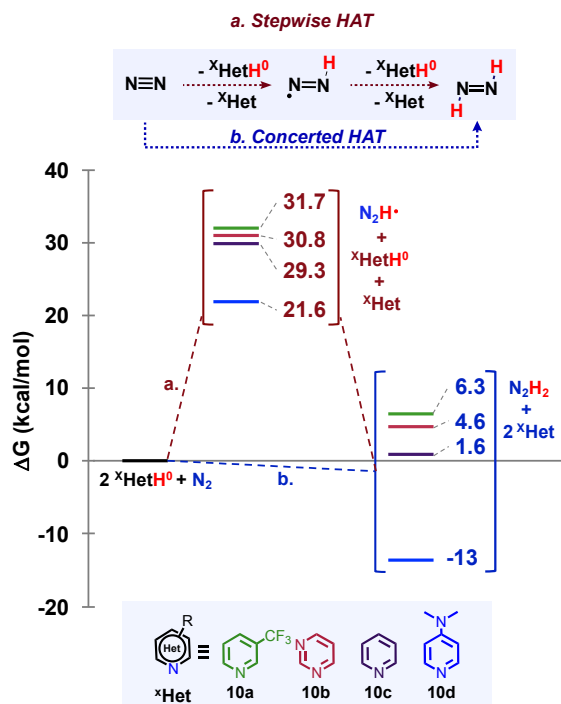 a. Stepwise HAT
N≡N
- ˣHetH⁰
- ˣHet
N=N
H
- ˣHetH⁰
- ˣHet
H
N=N
H
b. Concerted HAT
ΔG (kcal/mol)
40
30
20
10
0
-10
-20
31.7
30.8
29.3
21.6
N₂H•
+
ˣHetH⁰
+
ˣHet
a.
b.
2 ˣHetH⁰ + N₂
6.3
4.6
1.6
-13
N₂H₂
+
2 ˣHet
R
Het
N
≡
CF₃
N
N
N
N
N
N
ˣHet
10a
10b
10c
10d